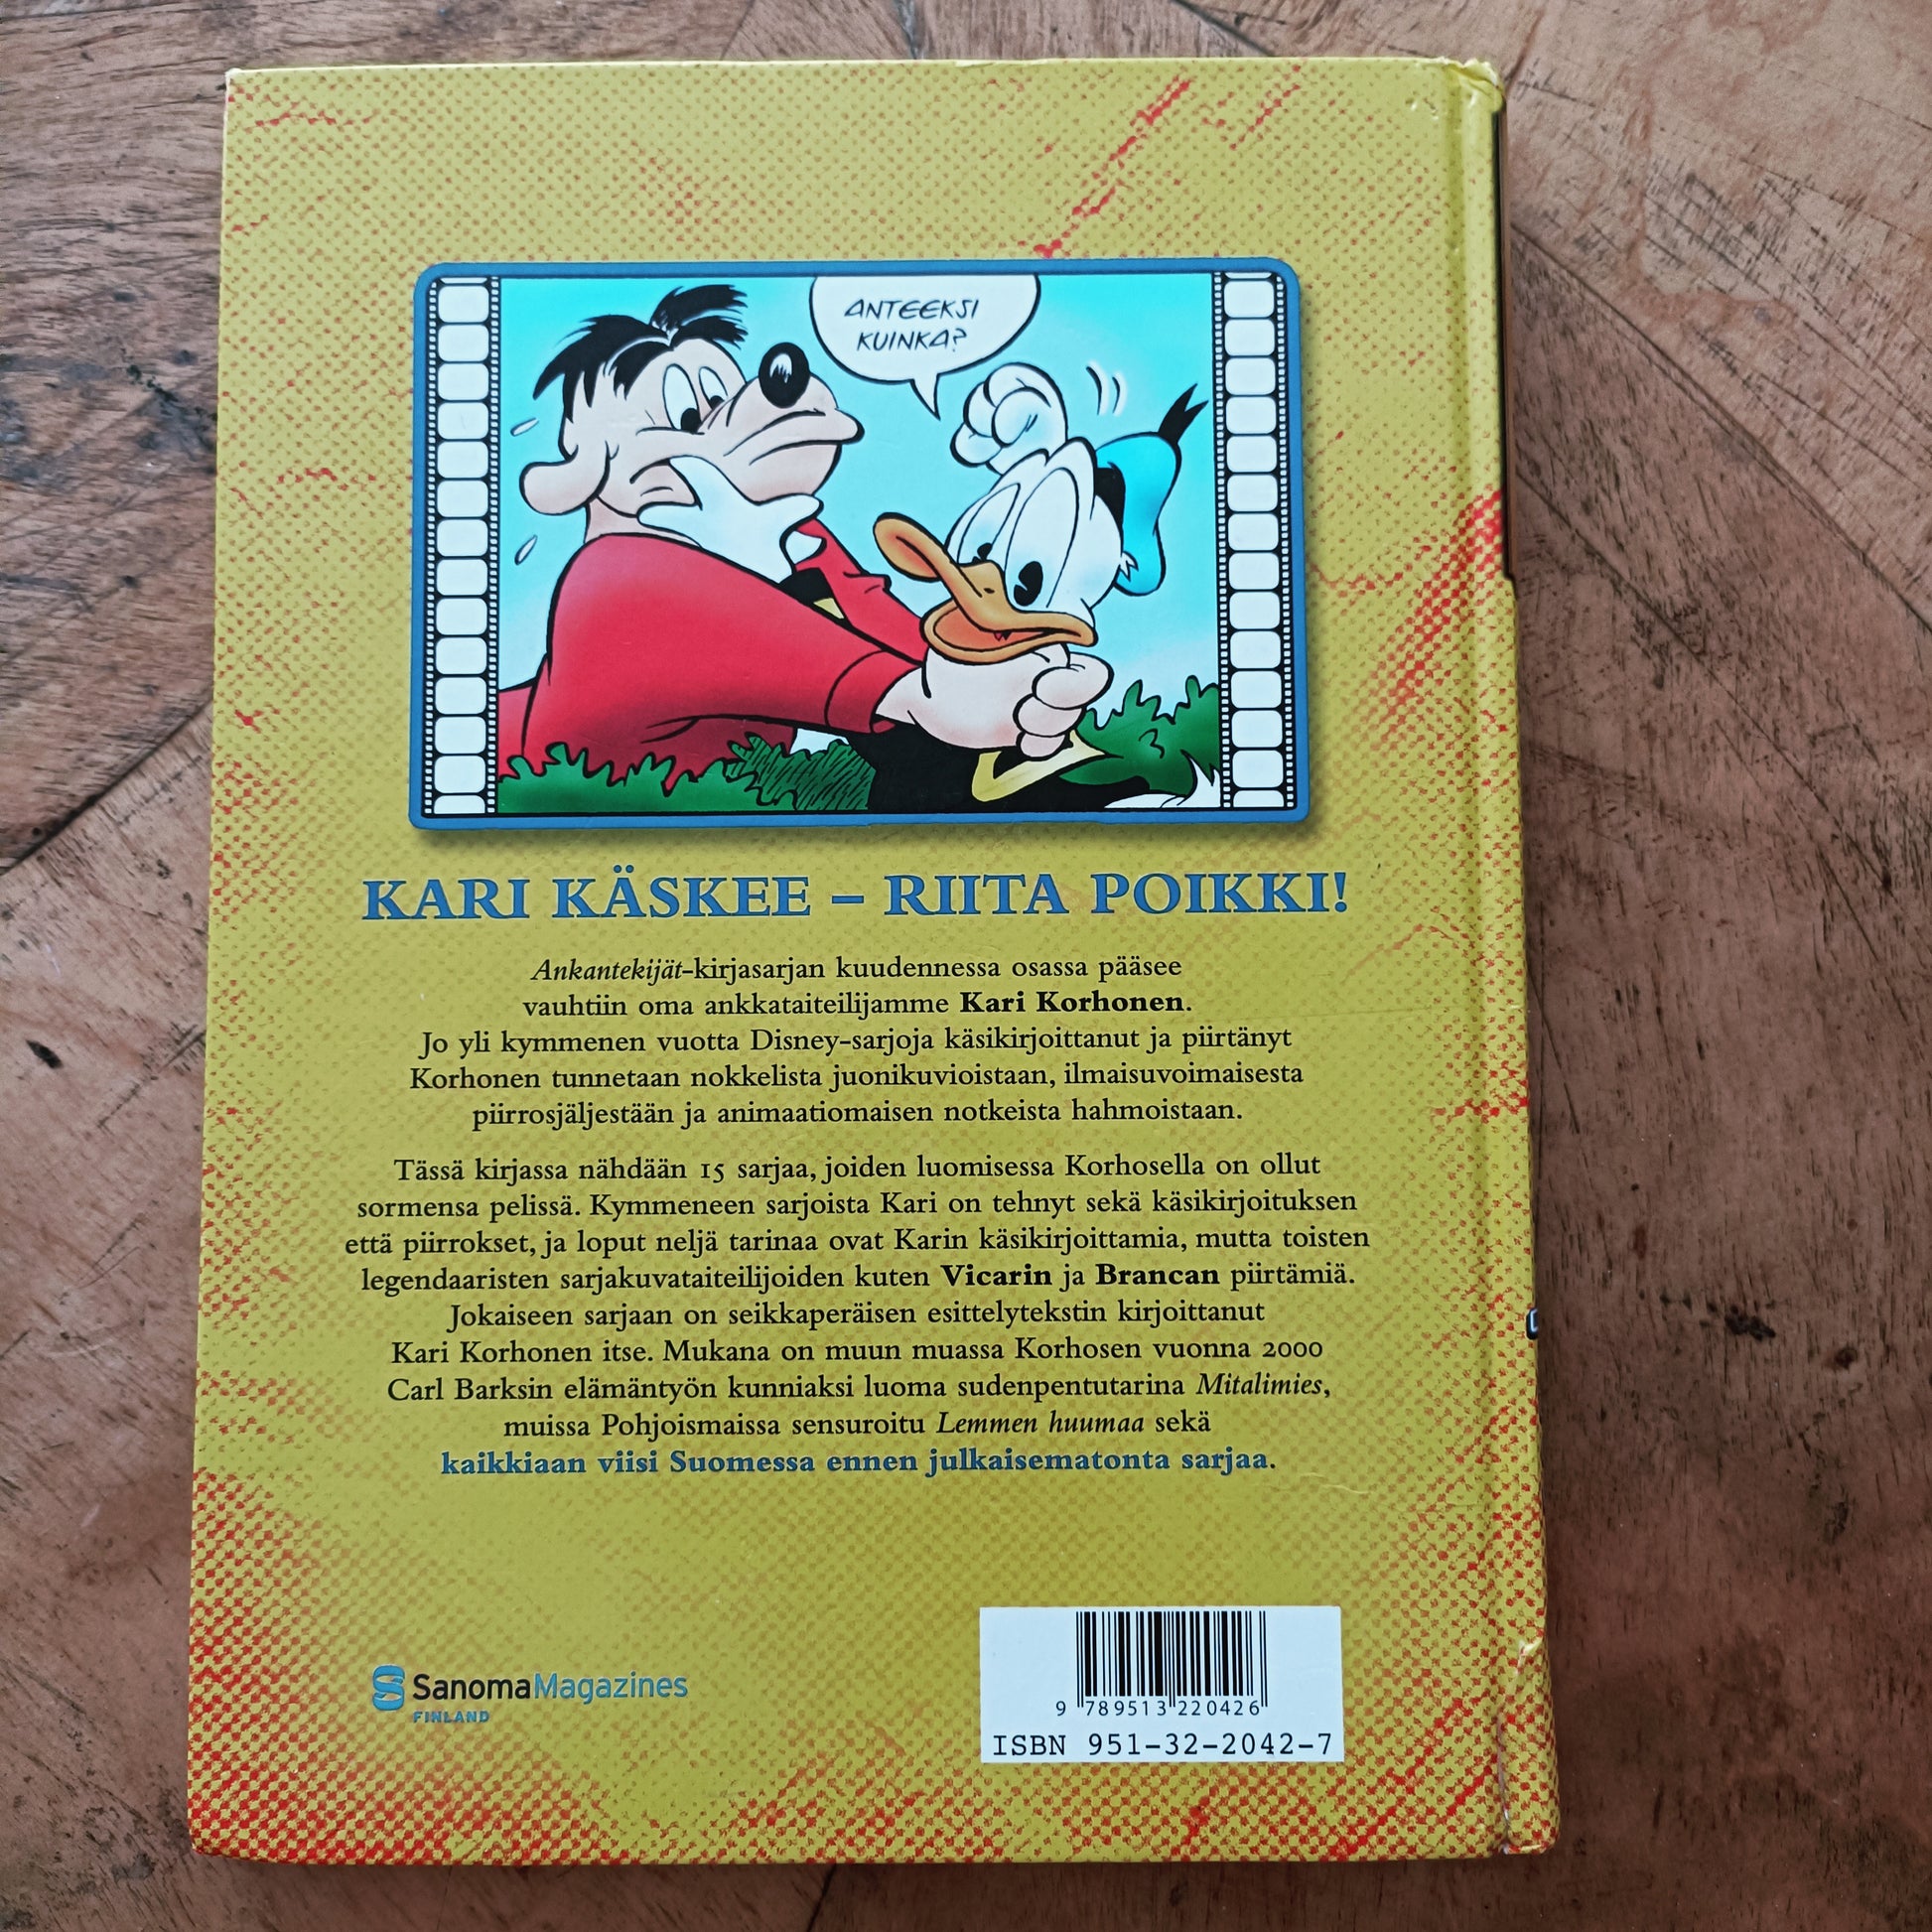 ANTEEKSI
KUINKA?
KARI KÄSKEE – RIITA POIKKI!
Ankantekijät-kirjasarjan kuudennessa osassa pääsee
vauhtiin oma ankkataiteilijamme Kari Korhonen.
Jo yli kymmenen vuotta Disney-sarjoja käsikirjoittanut ja piirtänyt
Korhonen tunnetaan nokkelista juonikuvioistaan, ilmaisuvoimaisesta
piirrosjäljestään ja animaatiomaisen notkeista hahmoistaan.
Tässä kirjassa nähdään 15 sarjaa, joiden luomisessa Korhosella on ollut
sormensa pelissä. Kymmeneen sarjoista Kari on tehnyt sekä käsikirjoituksen
että piirrokset, ja loput neljä tarinaa ovat Karin käsikirjoittamia, mutta toisten
legendaaristen sarjakuvataiteilijoiden kuten Vicarin ja Brancan piirtämiä.
Jokaiseen sarjaan on seikkaperäisen esittelytekstin kirjoittanut
Kari Korhonen itse. Mukana on muun muassa Korhosen vuonna 2000
Carl Barksin elämäntyön kunniaksi luoma sudenpentutarina Mitalimies,
muissa Pohjoismaissa sensuroitu Lemmen huumaa sekä
kaikkiaan viisi Suomessa ennen julkaisematonta sarjaa.
SanomaMagazines
FINLAND
9 789513 220426
ISBN 951-32-2042-7